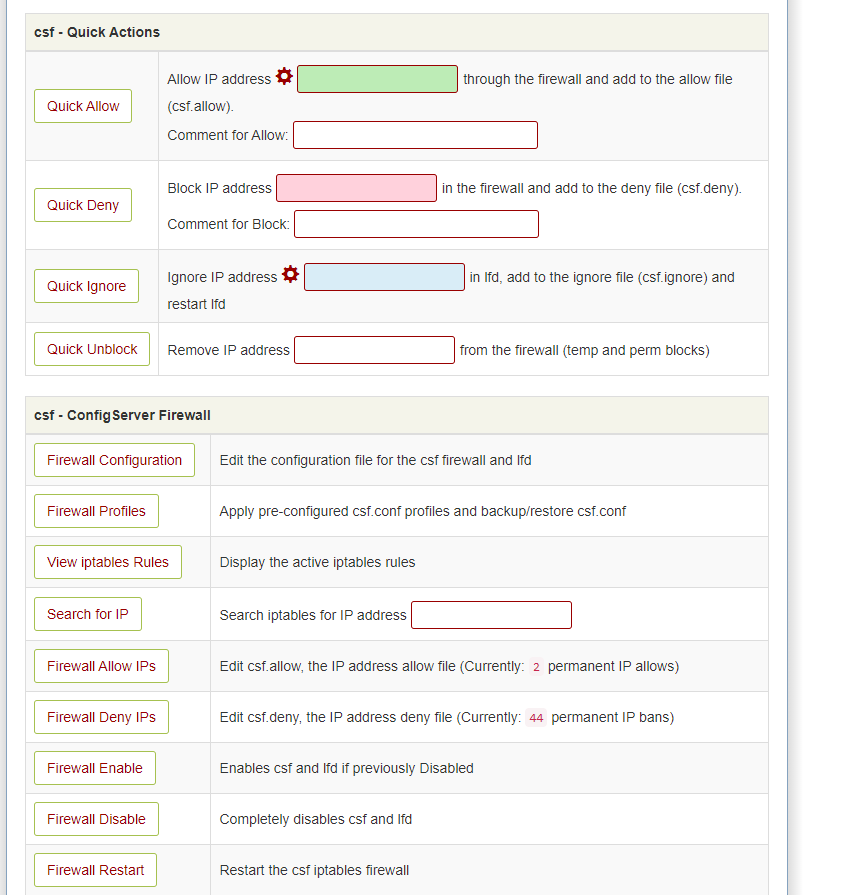 csf - Quick Actions
Quick Allow
Allow IP address through the firewall and add to the allow file
(csf.allow).
Comment for Allow:
Quick Deny
Block IP address in the firewall and add to the deny file (csf.deny).
Comment for Block:
Quick Ignore
Ignore IP address in lfd, add to the ignore file (csf.ignore) and
restart lfd
Quick Unblock
Remove IP address from the firewall (temp and perm blocks)
csf - ConfigServer Firewall
Firewall Configuration
Edit the configuration file for the csf firewall and lfd
Firewall Profiles
Apply pre-configured csf.conf profiles and backup/restore csf.conf
View iptables Rules
Display the active iptables rules
Search for IP
Search iptables for IP address
Firewall Allow IPs
Edit csf.allow, the IP address allow file (Currently: 2 permanent IP allows)
Firewall Deny IPs
Edit csf.deny, the IP address deny file (Currently: 44 permanent IP bans)
Firewall Enable
Enables csf and lfd if previously Disabled
Firewall Disable
Completely disables csf and lfd
Firewall Restart
Restart the csf iptables firewall